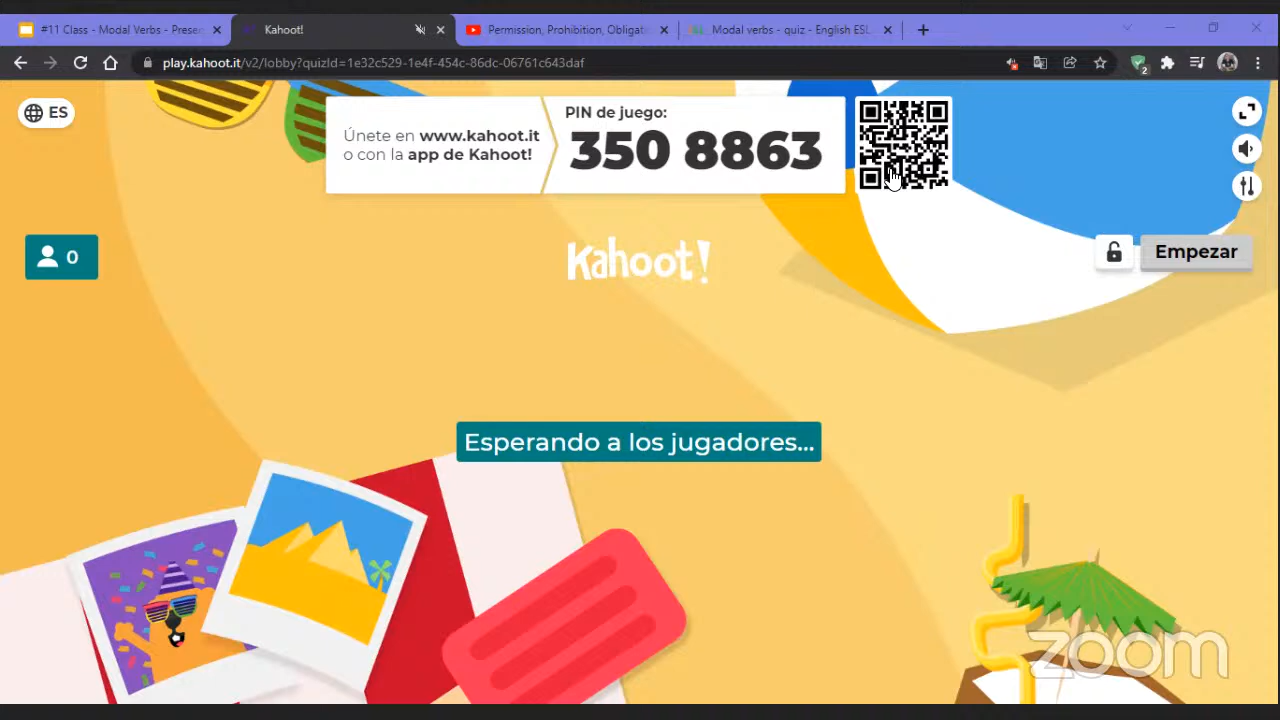 #11 Class - Modal Verbs - Prese
Kahoot!
Permission, Prohibition, Obligati
Modal verbs - quiz - English ESL
play.kahoot.it/v2/lobby?quizId=1e32c529-1e4f-454c-86dc-06761c643daf
2
ES
Únete en www.kahoot.it
o con la app de Kahoot!
PIN de juego:
350 8863
0
Kahoot!
Empezar
Esperando a los jugadores...
zoom